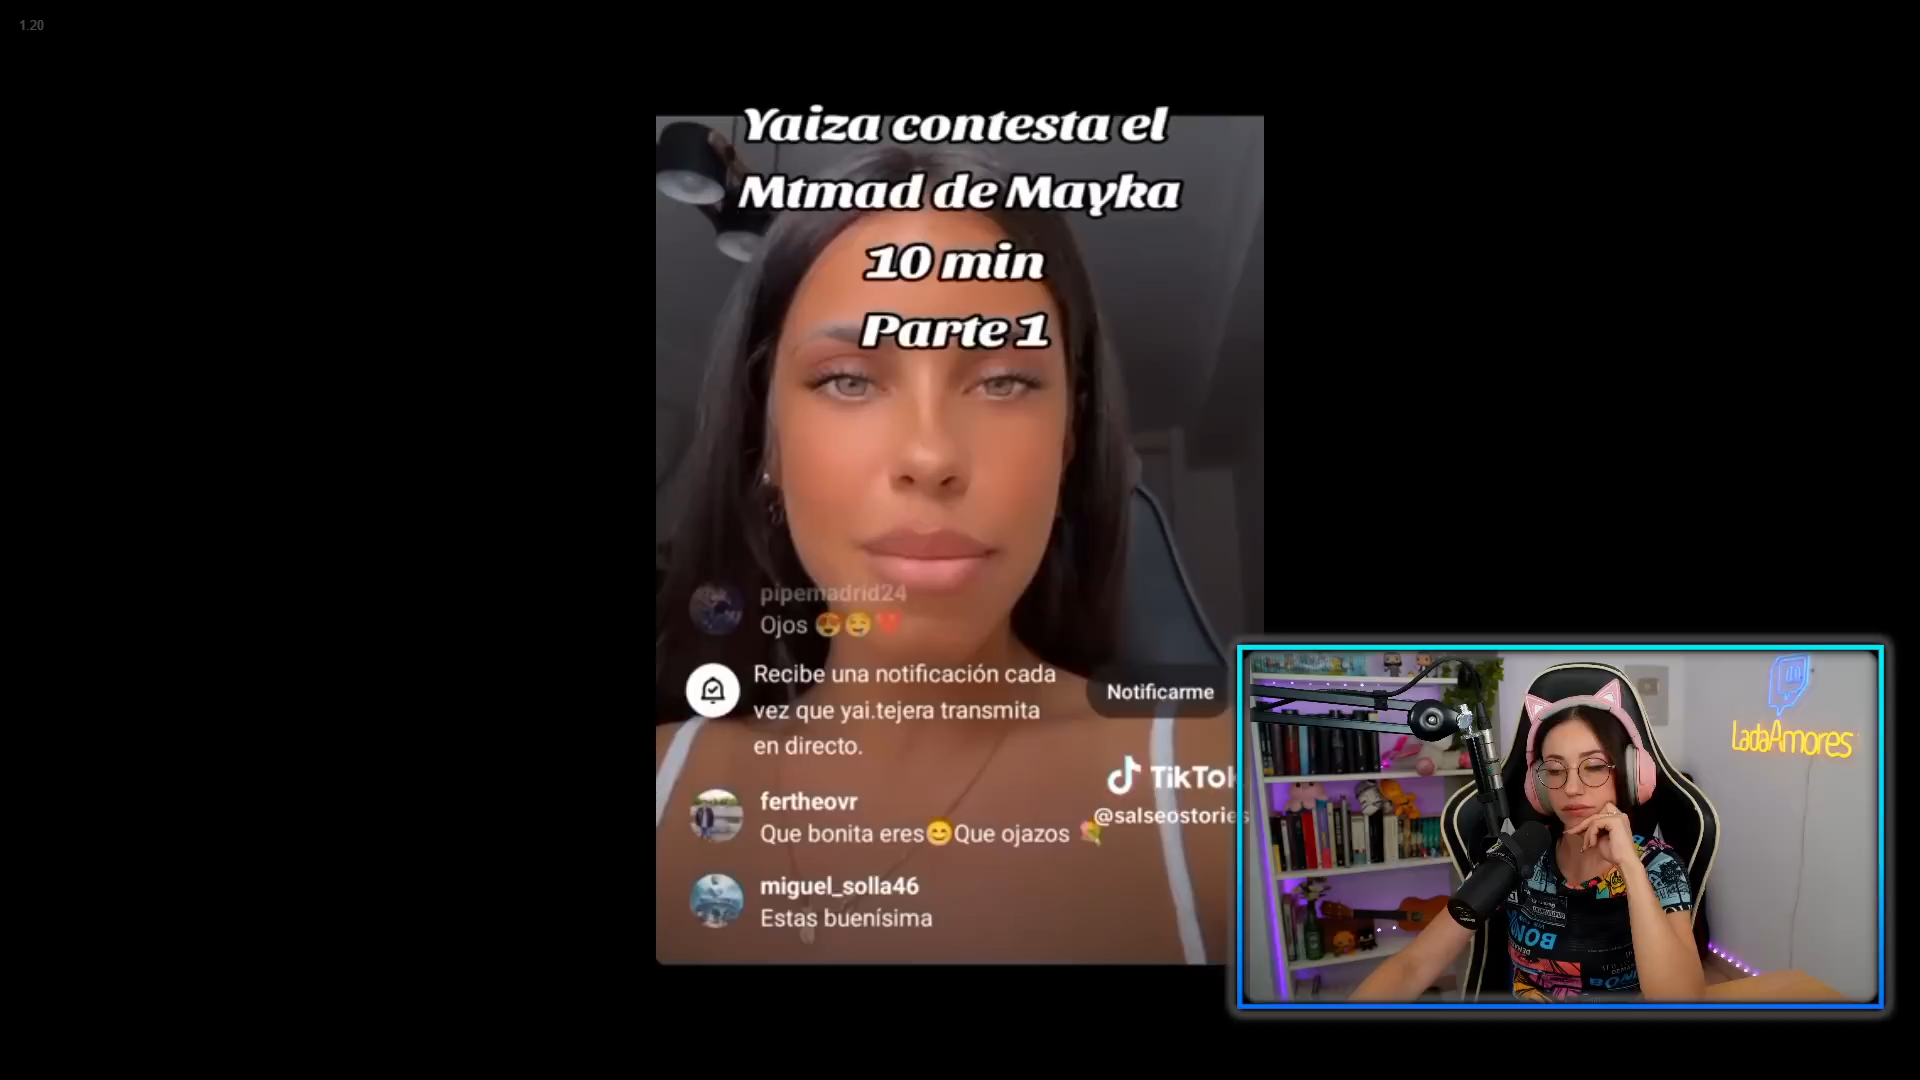 1.20
Yaiza contesta el
Mtmad de Mayka
10 min
Parte 1
pipemadrid24
Ojos 😍🤤❤️
Recibe una notificación cada
vez que yai.tejera transmita
en directo.
Notificarme
fertheovr
Que bonita eres😊Que ojazos 💐
miguel_solla46
Estas buenísima
TikTok
@salseostories
LadaAmores
BOND